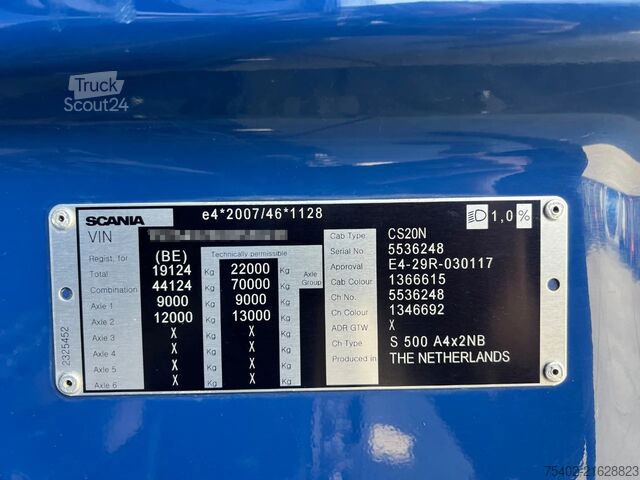 Truck
Scout24
SCANIA
e4*2007/46*1128
1,0%
VIN
Regist. for (BE) Technically permissible
Total 19124 Kg 22000 Kg Axle Group
Combination 44124 Kg 70000 Kg
Axle 1 9000 Kg 9000 Kg
Axle 2 12000 Kg 13000 Kg
Axle 3 X Kg X Kg
Axle 4 X Kg X Kg
Axle 5 X Kg X Kg
Axle 6 X Kg X Kg
Cab Type: CS20N
Serial No. 5536248
Approval E4-29R-030117
Cab Colour 1366615
Ch No. 5536248
Ch Colour 1346692
ADR GTW X
Ch Type S 500 A4x2NB
Produced in THE NETHERLANDS
2325452
75402-21628823